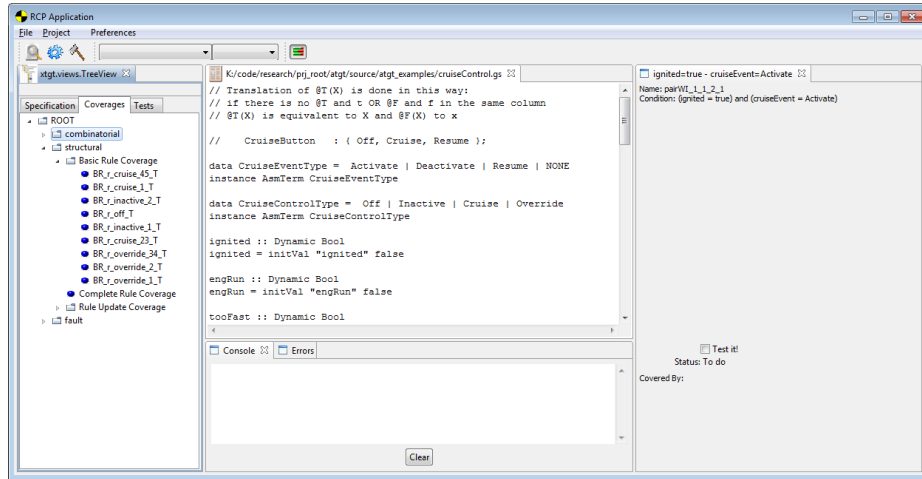 RCP Application
File Project Preferences
xtgt.views.TreeView
Specification Coverages Tests
ROOT
combinatorial
structural
Basic Rule Coverage
BR_r_cruise_45_T
BR_r_cruise_1_T
BR_r_inactive_2_T
BR_r_off_T
BR_r_inactive_1_T
BR_r_cruise_23_T
BR_r_override_34_T
BR_r_override_2_T
BR_r_override_1_T
Complete Rule Coverage
Rule Update Coverage
fault
K:/code/research/prj_root/atgt/source/atgt_examples/cruiseControl.gs
// Translation of @T(X) is done in this way:
// if there is no @T and t OR @F and f in the same column
// @T(X) is equivalent to X and @F(X) to x
// CruiseButton : { Off, Cruise, Resume };
data CruiseEventType = Activate | Deactivate | Resume | NONE
instance AsmTerm CruiseEventType
data CruiseControlType = Off | Inactive | Cruise | Override
instance AsmTerm CruiseControlType
ignited :: Dynamic Bool
ignited = initVal "ignited" false
engRun :: Dynamic Bool
engRun = initVal "engRun" false
tooFast :: Dynamic Bool
Console Errors
Clear
ignited=true - cruiseEvent=Activate
Name: pairWI_1_1_2_1
Condition: (ignited = true) and (cruiseEvent = Activate)
Test it!
Status: To do
Covered By: